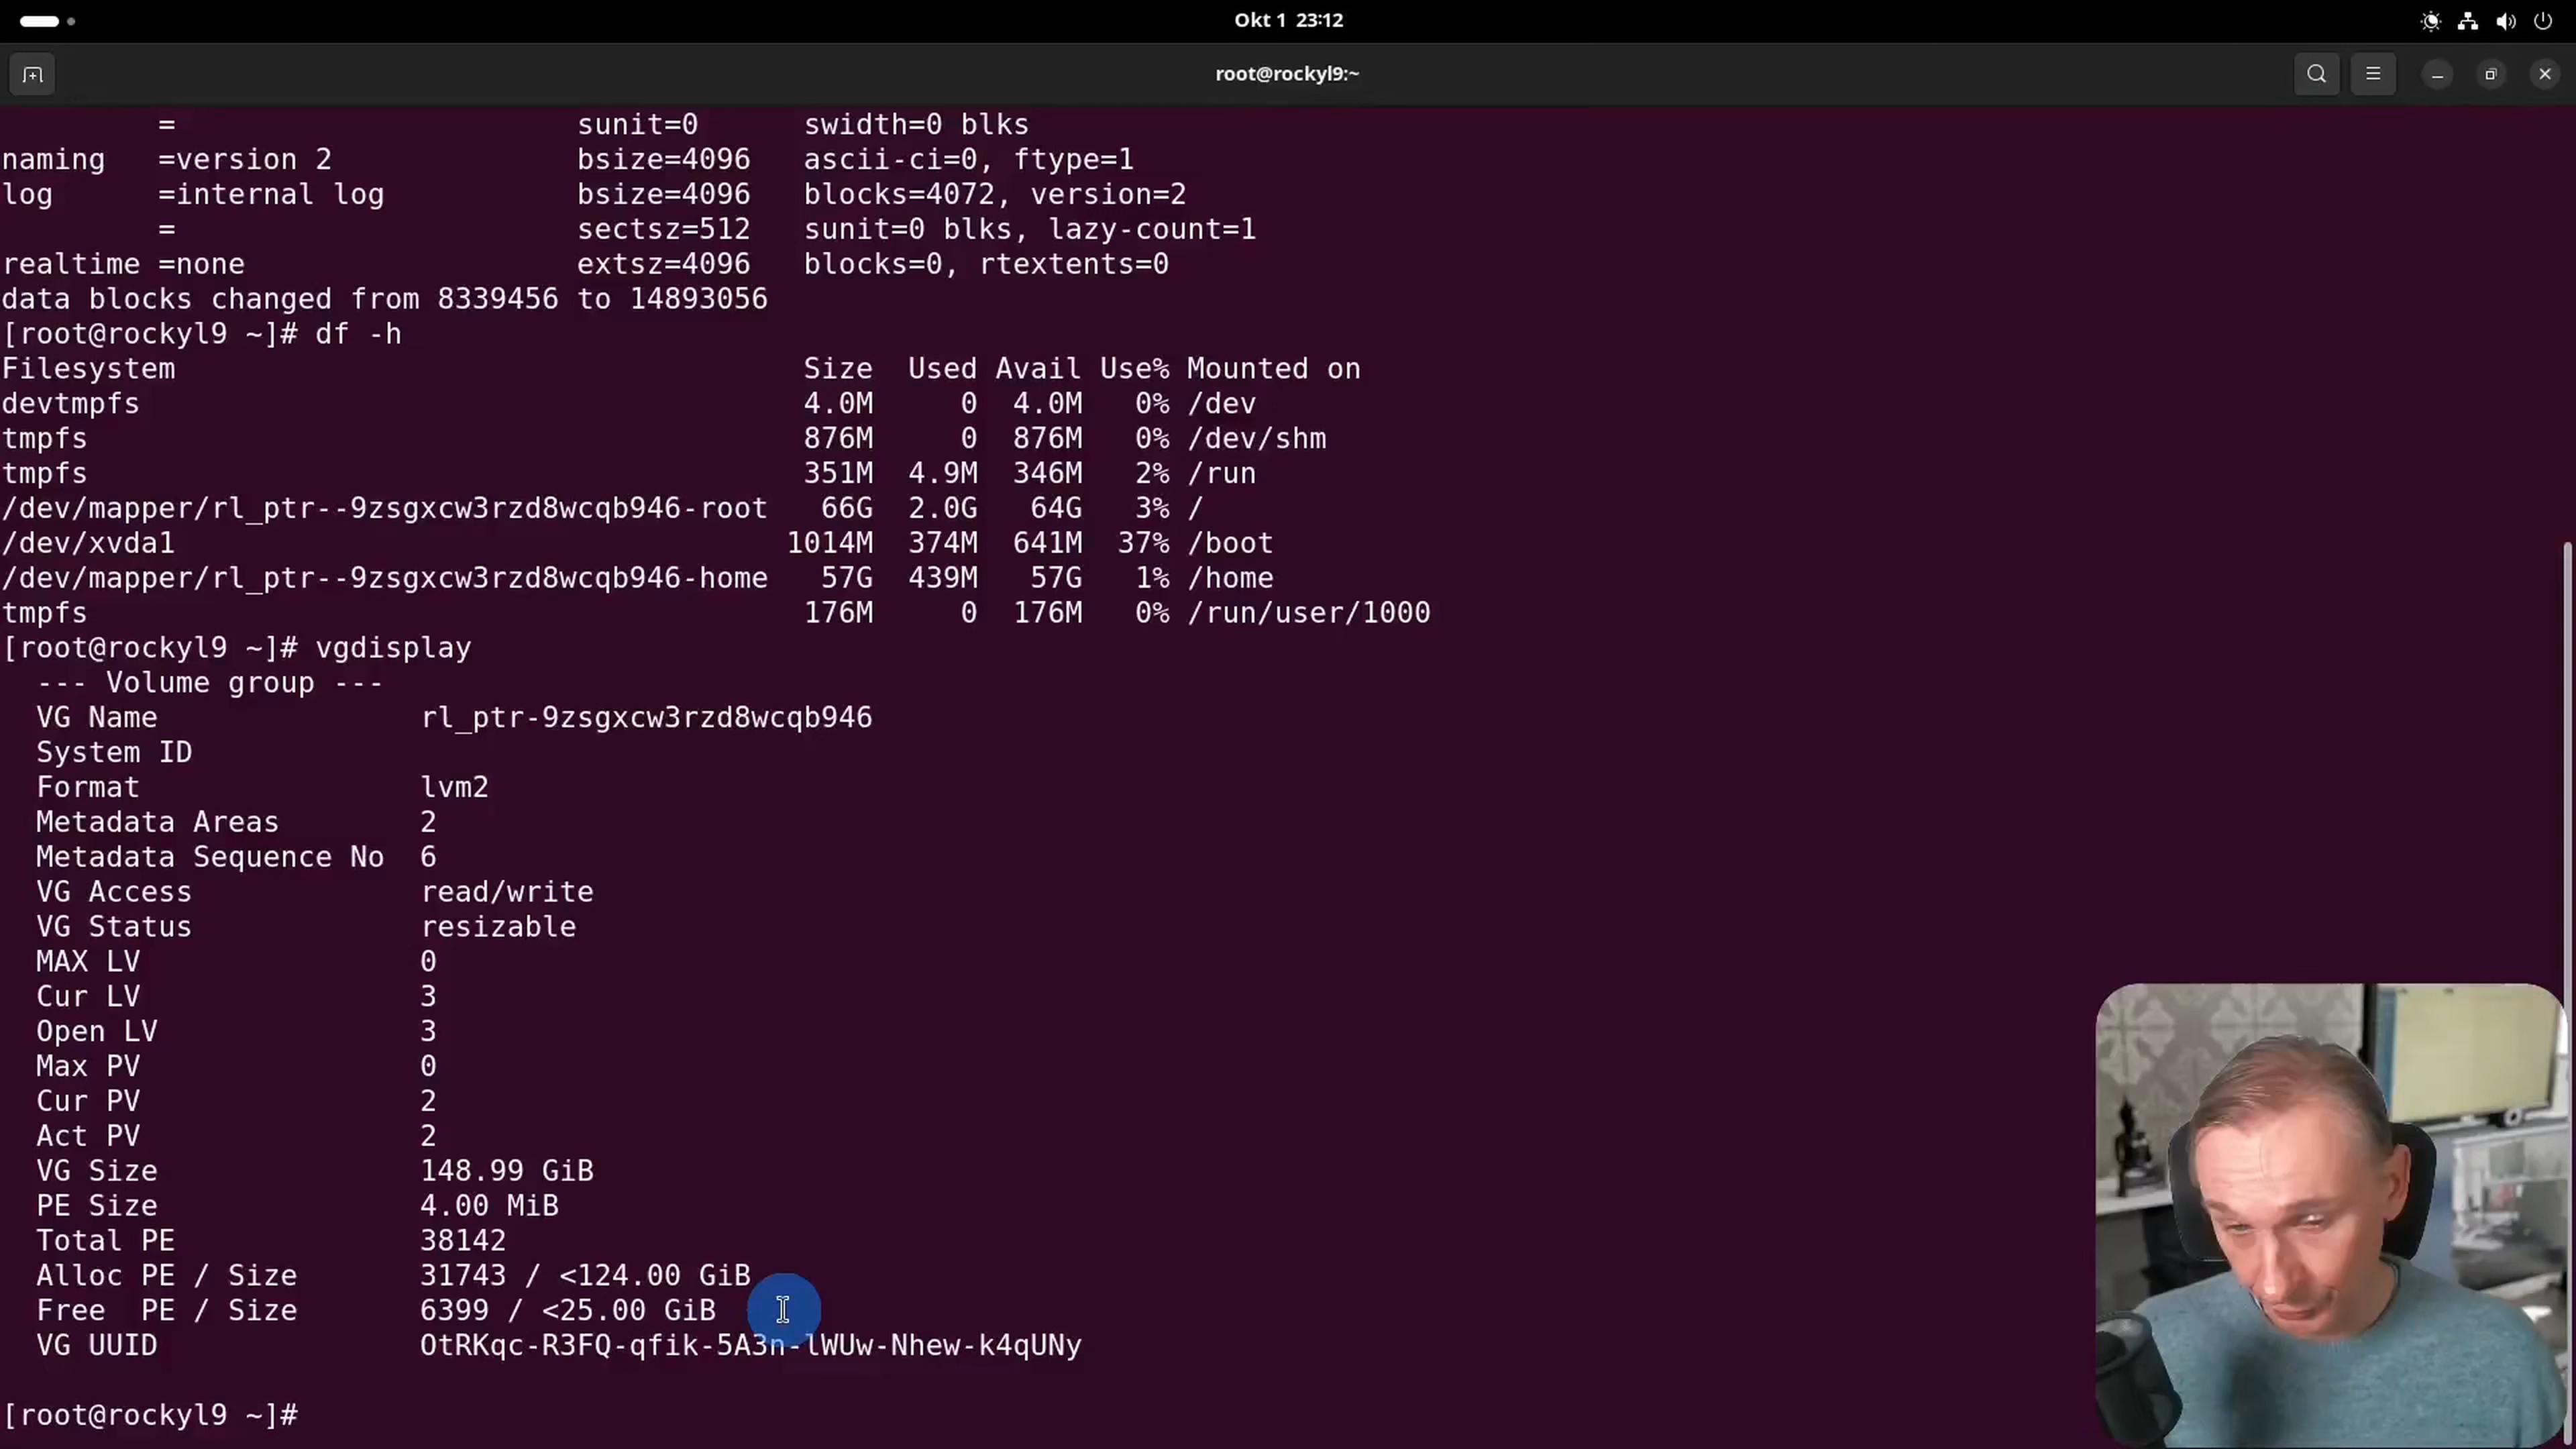 Okt 1 23:12
root@rockyl9:~
= sunit=0 swidth=0 blks
naming =version 2 bsize=4096 ascii-ci=0, ftype=1
log =internal log bsize=4096 blocks=4072, version=2
= sectsz=512 sunit=0 blks, lazy-count=1
realtime =none extsz=4096 blocks=0, rtextents=0
data blocks changed from 8339456 to 14893056
[root@rockyl9 ~]# df -h
Filesystem Size Used Avail Use% Mounted on
devtmpfs 4.0M 0 4.0M 0% /dev
tmpfs 876M 0 876M 0% /dev/shm
tmpfs 351M 4.9M 346M 2% /run
/dev/mapper/rl_ptr--9zsgxcw3rzd8wcqb946-root 66G 2.0G 64G 3% /
/dev/xvda1 1014M 374M 641M 37% /boot
/dev/mapper/rl_ptr--9zsgxcw3rzd8wcqb946-home 57G 439M 57G 1% /home
tmpfs 176M 0 176M 0% /run/user/1000
[root@rockyl9 ~]# vgdisplay
--- Volume group ---
VG Name rl_ptr-9zsgxcw3rzd8wcqb946
System ID
Format lvm2
Metadata Areas 2
Metadata Sequence No 6
VG Access read/write
VG Status resizable
MAX LV 0
Cur LV 3
Open LV 3
Max PV 0
Cur PV 2
Act PV 2
VG Size 148.99 GiB
PE Size 4.00 MiB
Total PE 38142
Alloc PE / Size 31743 / <124.00 GiB
Free PE / Size 6399 / <25.00 GiB
VG UUID OtRKqc-R3FQ-qfik-5A3n-lWUw-Nhew-k4qUNy
[root@rockyl9 ~]#